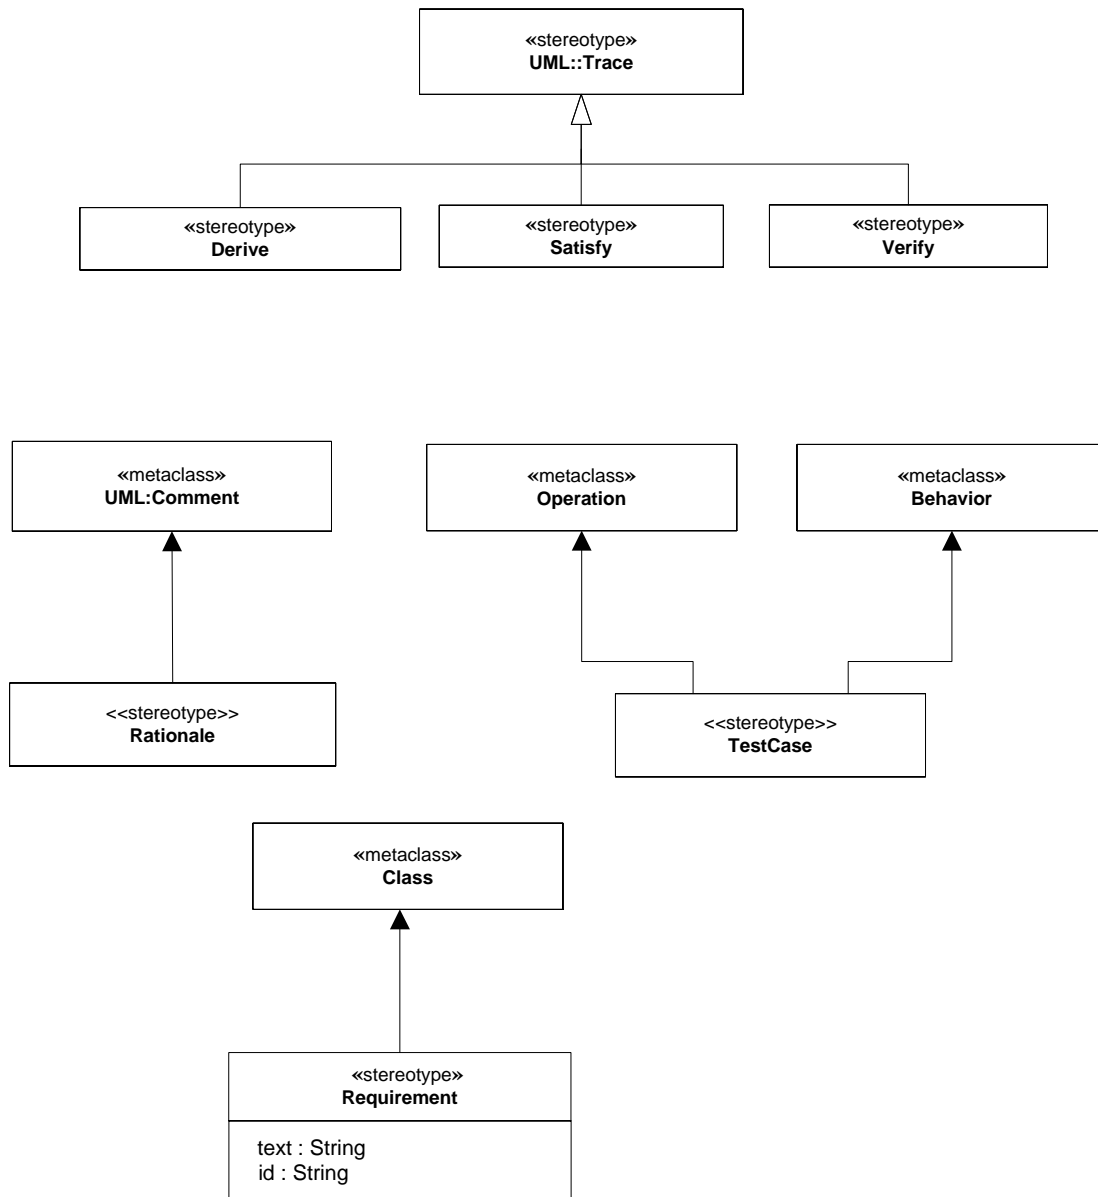 «stereotype»
UML::Trace
«stereotype»
Derive
«stereotype»
Satisfy
«stereotype»
Verify
«metaclass»
UML:Comment
«metaclass»
Operation
«metaclass»
Behavior
<<stereotype>>
Rationale
<<stereotype>>
TestCase
«metaclass»
Class
«stereotype»
Requirement
text : String
id : String